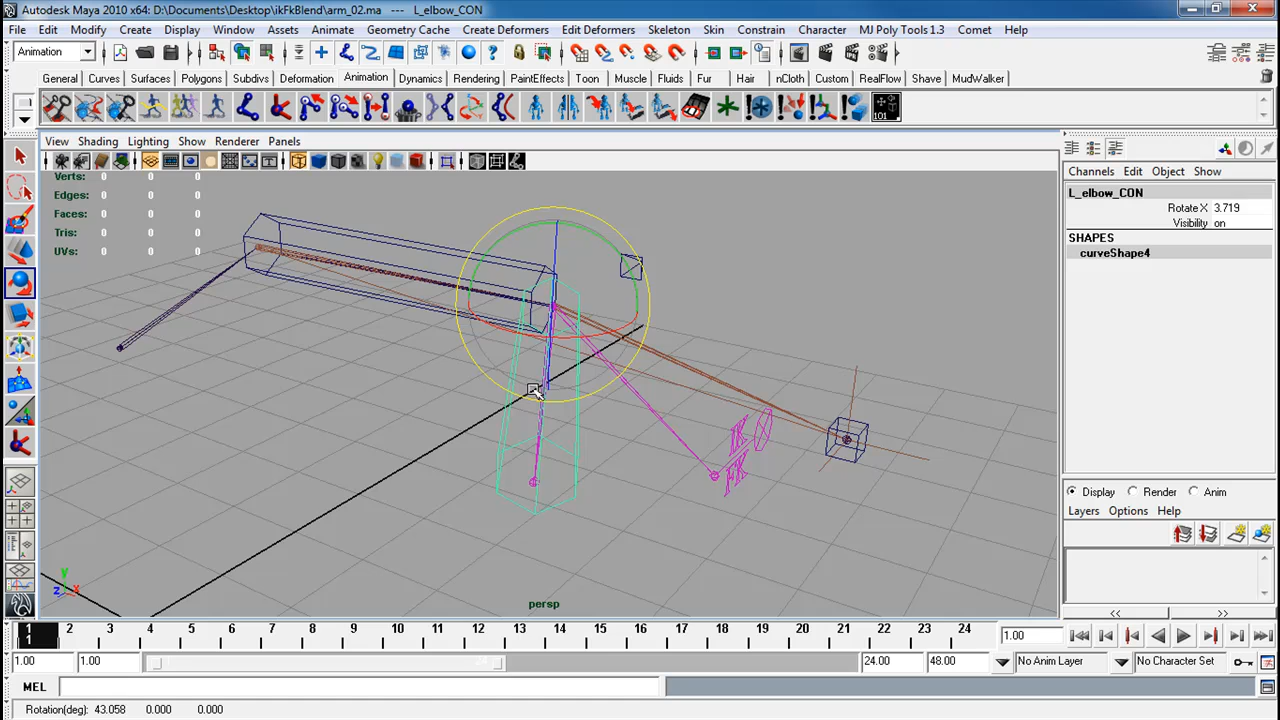 Autodesk Maya 2010 x64: D:\Documents\Desktop\ikFkBlend\arm_02.ma --- L_elbow_CON
File Edit Modify Create Display Window Assets Animate Geometry Cache Create Deformers Edit Deformers Skeleton Skin Constrain Character MJ Poly Tools 1.3 Comet Help
Animation
General Curves Surfaces Polygons Subdivs Deformation Animation Dynamics Rendering PaintEffects Toon Muscle Fluids Fur Hair nCloth Custom RealFlow Shave MudWalker
101
View Shading Lighting Show Renderer Panels
Channels Edit Object Show
Verts: 0 0 0
Edges: 0 0 0
Faces: 0 0 0
Tris: 0 0 0
UVs: 0 0 0
L_elbow_CON
Rotate X 3.719
Visibility on
SHAPES
curveShape4
IK
FK
Display Render Anim
Layers Options Help
y
z x
persp
<< >>
1 2 3 4 5 6 7 8 9 10 11 12 13 14 15 16 17 18 19 20 21 22 23 24
1
1.00
1.00 1.00 24.00 48.00 No Anim Layer No Character Set
MEL
Rotation(deg): 43.058 0.000 0.000